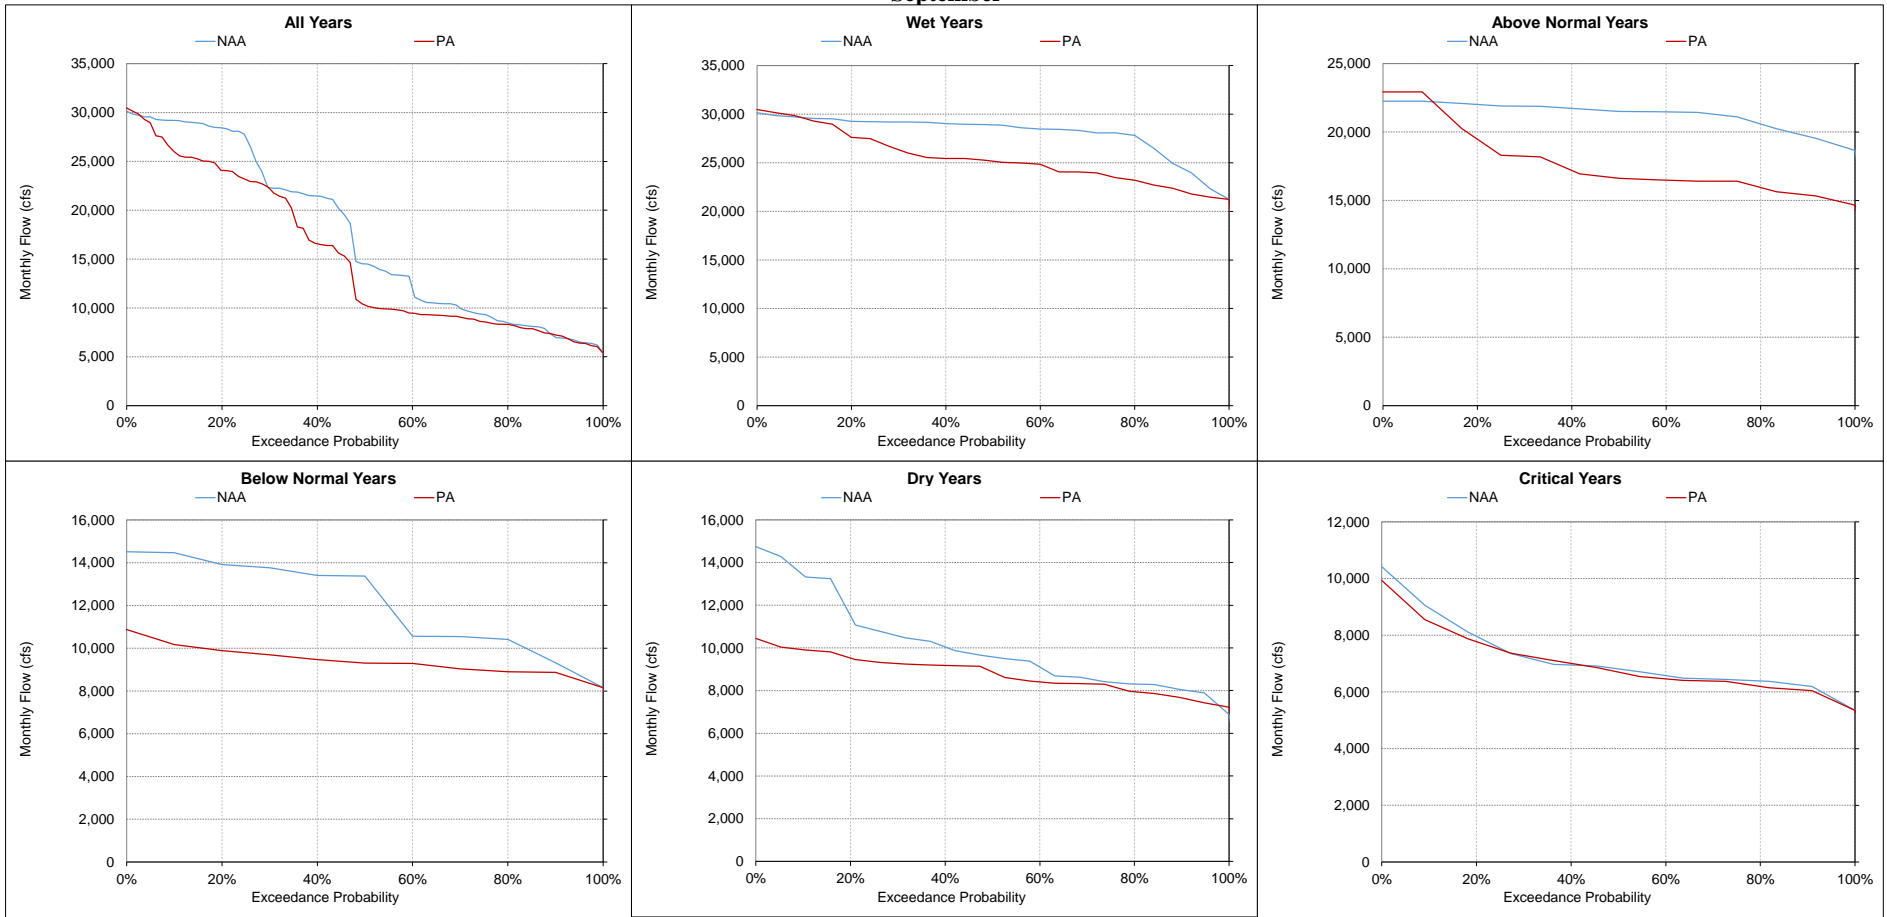 September
All Years
NAA PA
35,000
30,000
25,000
20,000
15,000
10,000
5,000
0
Monthly Flow (cfs)
0% 20% 40% 60% 80% 100%
Exceedance Probability
Wet Years
NAA PA
35,000
30,000
25,000
20,000
15,000
10,000
5,000
0
Monthly Flow (cfs)
0% 20% 40% 60% 80% 100%
Exceedance Probability
Above Normal Years
NAA PA
25,000
20,000
15,000
10,000
5,000
0
Monthly Flow (cfs)
0% 20% 40% 60% 80% 100%
Exceedance Probability
Below Normal Years
NAA PA
16,000
14,000
12,000
10,000
8,000
6,000
4,000
2,000
0
Monthly Flow (cfs)
0% 20% 40% 60% 80% 100%
Exceedance Probability
Dry Years
NAA PA
16,000
14,000
12,000
10,000
8,000
6,000
4,000
2,000
0
Monthly Flow (cfs)
0% 20% 40% 60% 80% 100%
Exceedance Probability
Critical Years
NAA PA
12,000
10,000
8,000
6,000
4,000
2,000
0
Monthly Flow (cfs)
0% 20% 40% 60% 80% 100%
Exceedance Probability